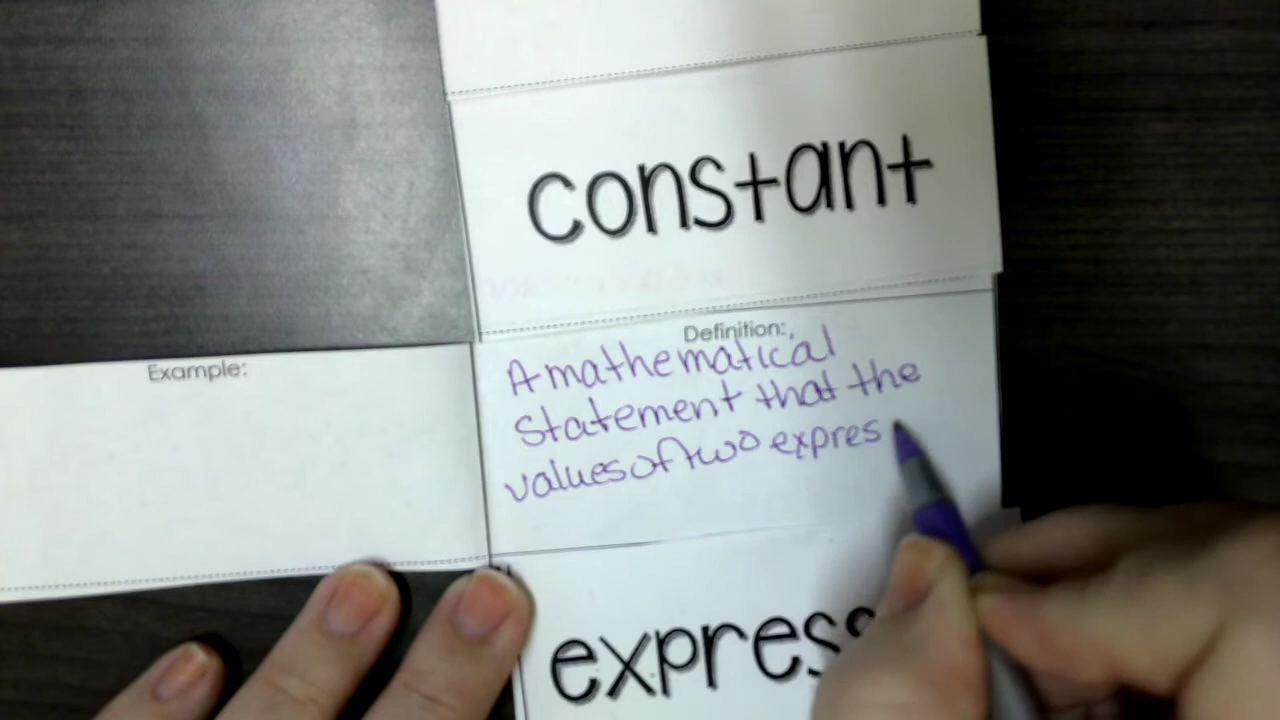 constant
Example:
Definition:
A mathematical
statement that the
values of two expres
express